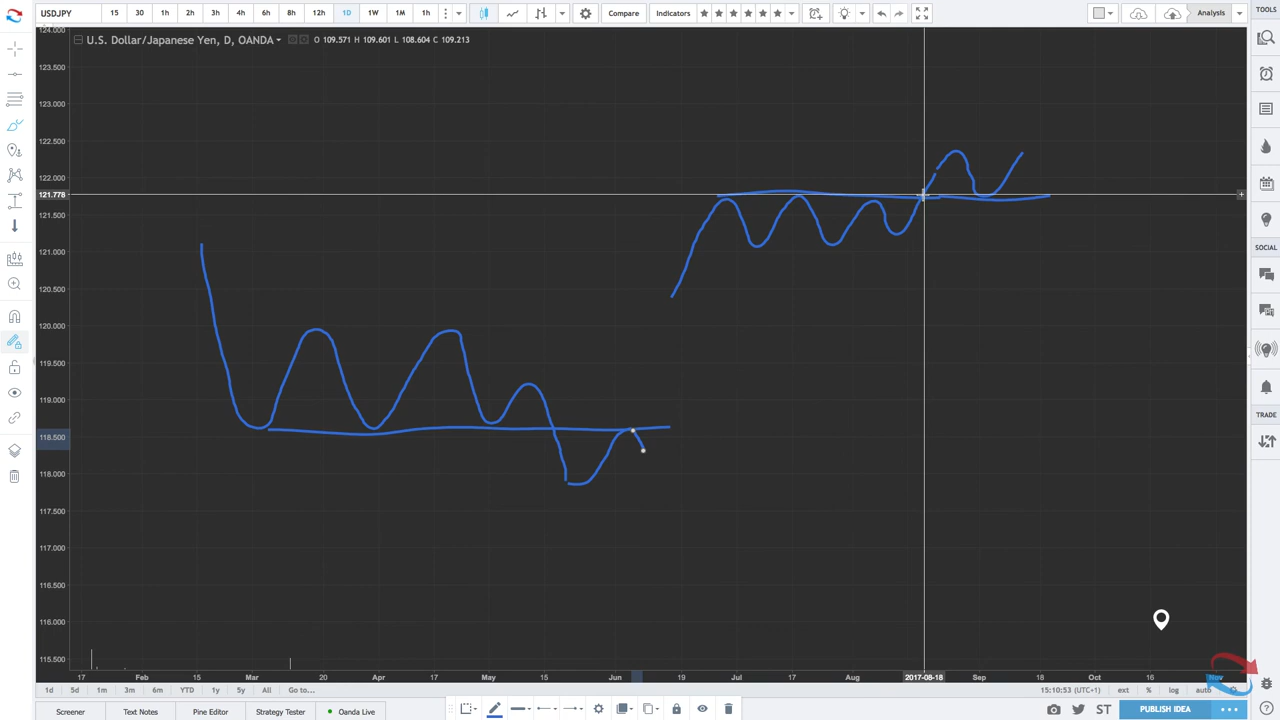 USDJPY 15 30 1h 2h 3h 4h 6h 8h 12h 1D 1W 1M 1h Compare Indicators Analysis TOOLS
U.S. Dollar/Japanese Yen, D, OANDA O 109.571 H 109.601 L 108.604 C 109.213
124.000
123.500
123.000
122.500
122.000
121.778
121.500
121.000
120.500
120.000
119.500
119.000
118.500
118.000
117.500
117.000
116.500
116.000
115.500
SOCIAL
TRADE
17 Feb 15 Mar 20 Apr 17 May 15 Jun 19 Jul 17 Aug 2017-08-18 Sep 18 Oct 16 Nov
1d 5d 1m 3m 6m YTD 1y 5y All Go to... 15:10:53 (UTC+1) ext % log auto
Screener Text Notes Pine Editor Strategy Tester Oanda Live ST PUBLISH IDEA